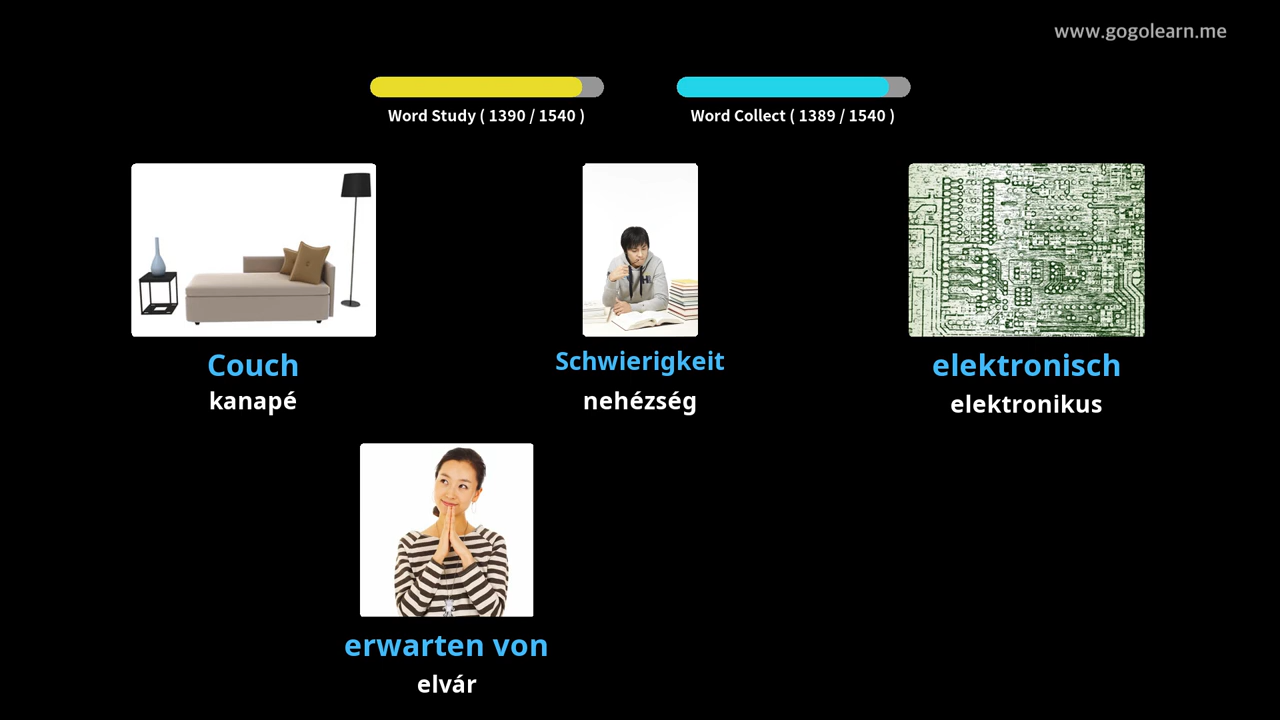 www.gogolearn.me
Word Study ( 1390 / 1540 )
Word Collect ( 1389 / 1540 )
Couch
kanapé
Schwierigkeit
nehézség
elektronisch
elektronikus
erwarten von
elvár